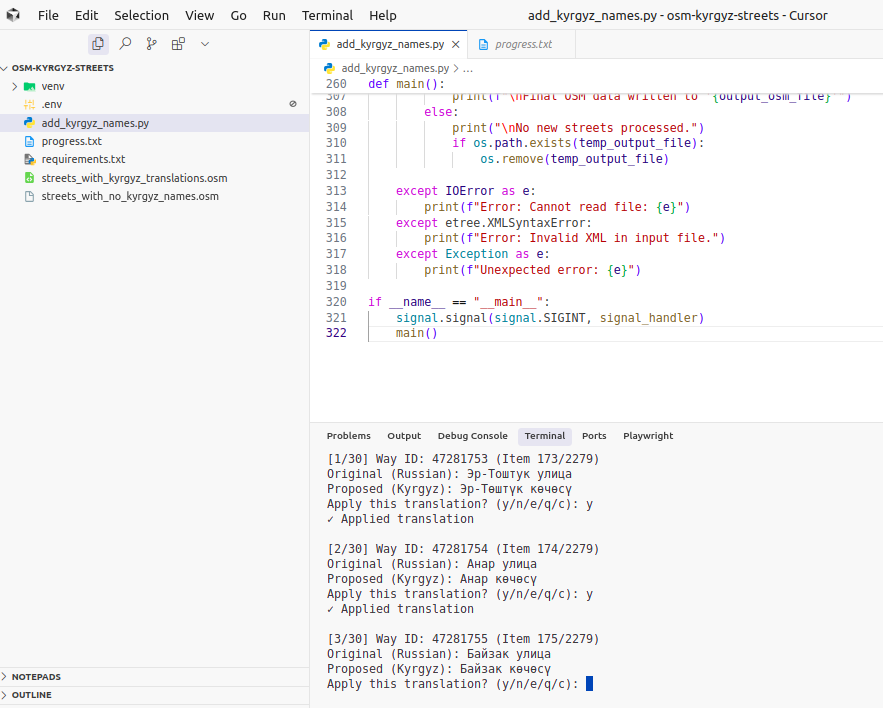 File Edit Selection View Go Run Terminal Help
add_kyrgyz_names.py - osm-kyrgyz-streets - Cursor
OSM-KYRGYZ-STREETS
venv
.env
add_kyrgyz_names.py
progress.txt
requirements.txt
streets_with_kyrgyz_translations.osm
streets_with_no_kyrgyz_names.osm
NOTEPADS
OUTLINE
add_kyrgyz_names.py
progress.txt
add_kyrgyz_names.py > ...
260 def main():
307 print(f"\nFinal OSM data written to '{output_osm_file}'")
308 else:
309 print("\nNo new streets processed.")
310 if os.path.exists(temp_output_file):
311 os.remove(temp_output_file)
312
313 except IOError as e:
314 print(f"Error: Cannot read file: {e}")
315 except etree.XMLSyntaxError:
316 print(f"Error: Invalid XML in input file.")
317 except Exception as e:
318 print(f"Unexpected error: {e}")
319
320 if __name__ == "__main__":
321 signal.signal(signal.SIGINT, signal_handler)
322 main()
Problems Output Debug Console Terminal Ports Playwright
[1/30] Way ID: 47281753 (Item 173/2279)
Original (Russian): Эр-Тоштук улица
Proposed (Kyrgyz): Эр-Төштүк көчөсү
Apply this translation? (y/n/e/q/c): y
✓ Applied translation
[2/30] Way ID: 47281754 (Item 174/2279)
Original (Russian): Анар улица
Proposed (Kyrgyz): Анар көчөсү
Apply this translation? (y/n/e/q/c): y
✓ Applied translation
[3/30] Way ID: 47281755 (Item 175/2279)
Original (Russian): Байзак улица
Proposed (Kyrgyz): Байзак көчөсү
Apply this translation? (y/n/e/q/c):